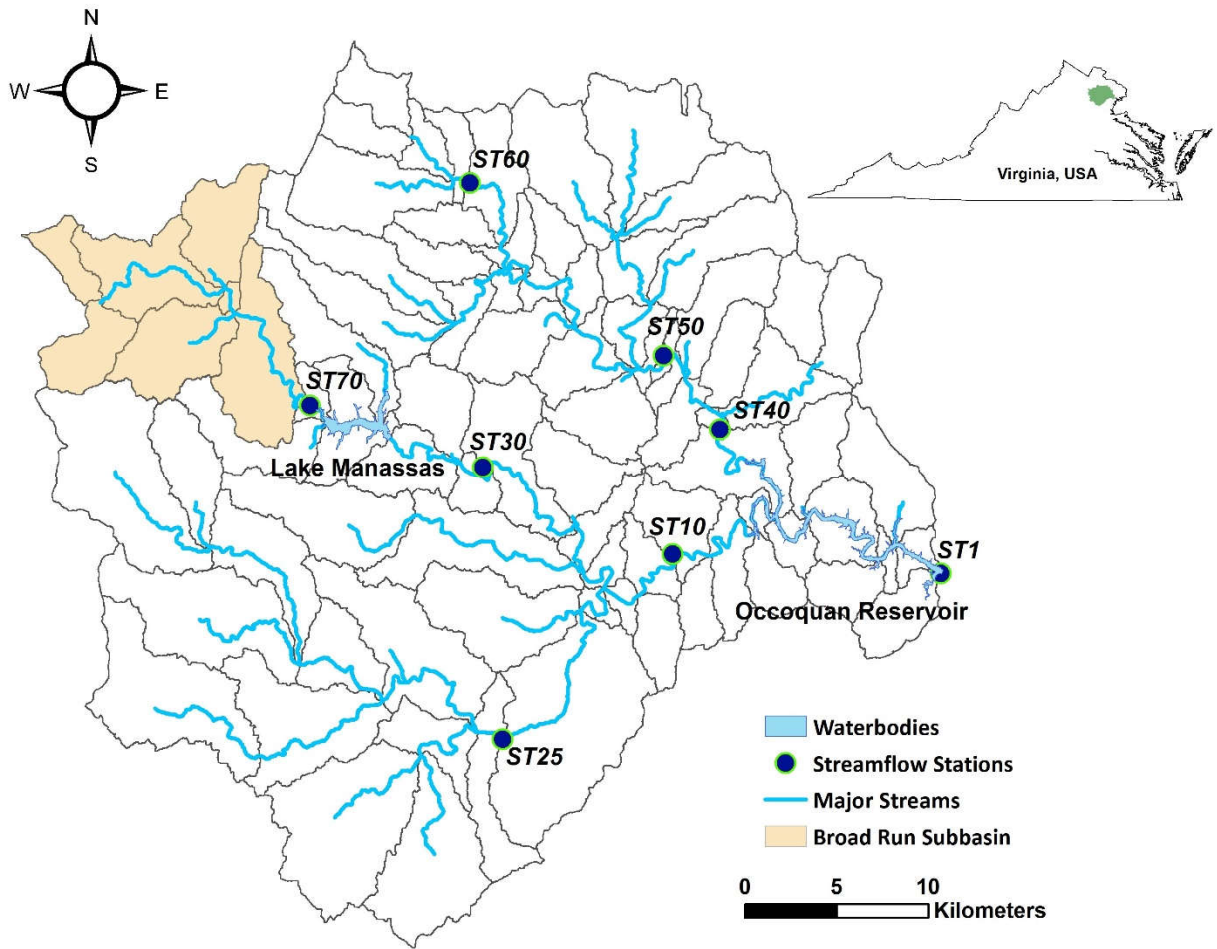 N
W E
S
Virginia, USA
ST60
ST50
ST70
ST40
ST30
Lake Manassas
ST10
ST1
Occoquan Reservoir
ST25
Waterbodies
Streamflow Stations
Major Streams
Broad Run Subbasin
0 5 10
Kilometers